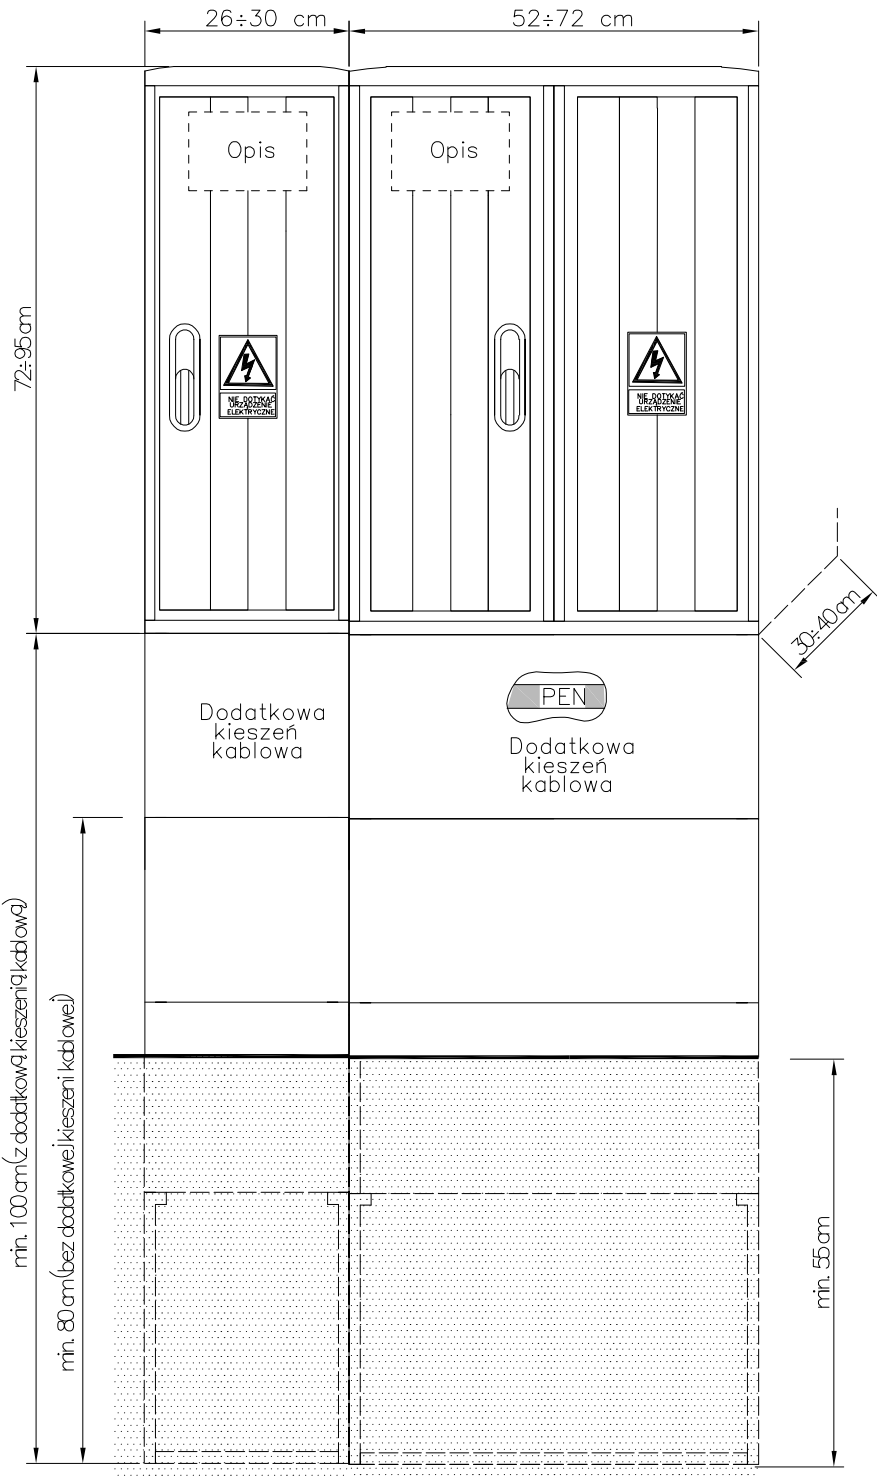 26÷30 cm
52÷72 cm
Opis
Opis
72÷95cm
NIE DOTYKAĆ
URZĄDZENIE
ELEKTRYCZNE
NIE DOTYKAĆ
URZĄDZENIE
ELEKTRYCZNE
30÷40cm
Dodatkowa
kieszeń
kablowa
PEN
Dodatkowa
kieszeń
kablowa
min. 100cm(z dodatkową kieszenią kablową)
min. 80cm(bez dodatkowej kieszeni kablowej)
min. 55cm